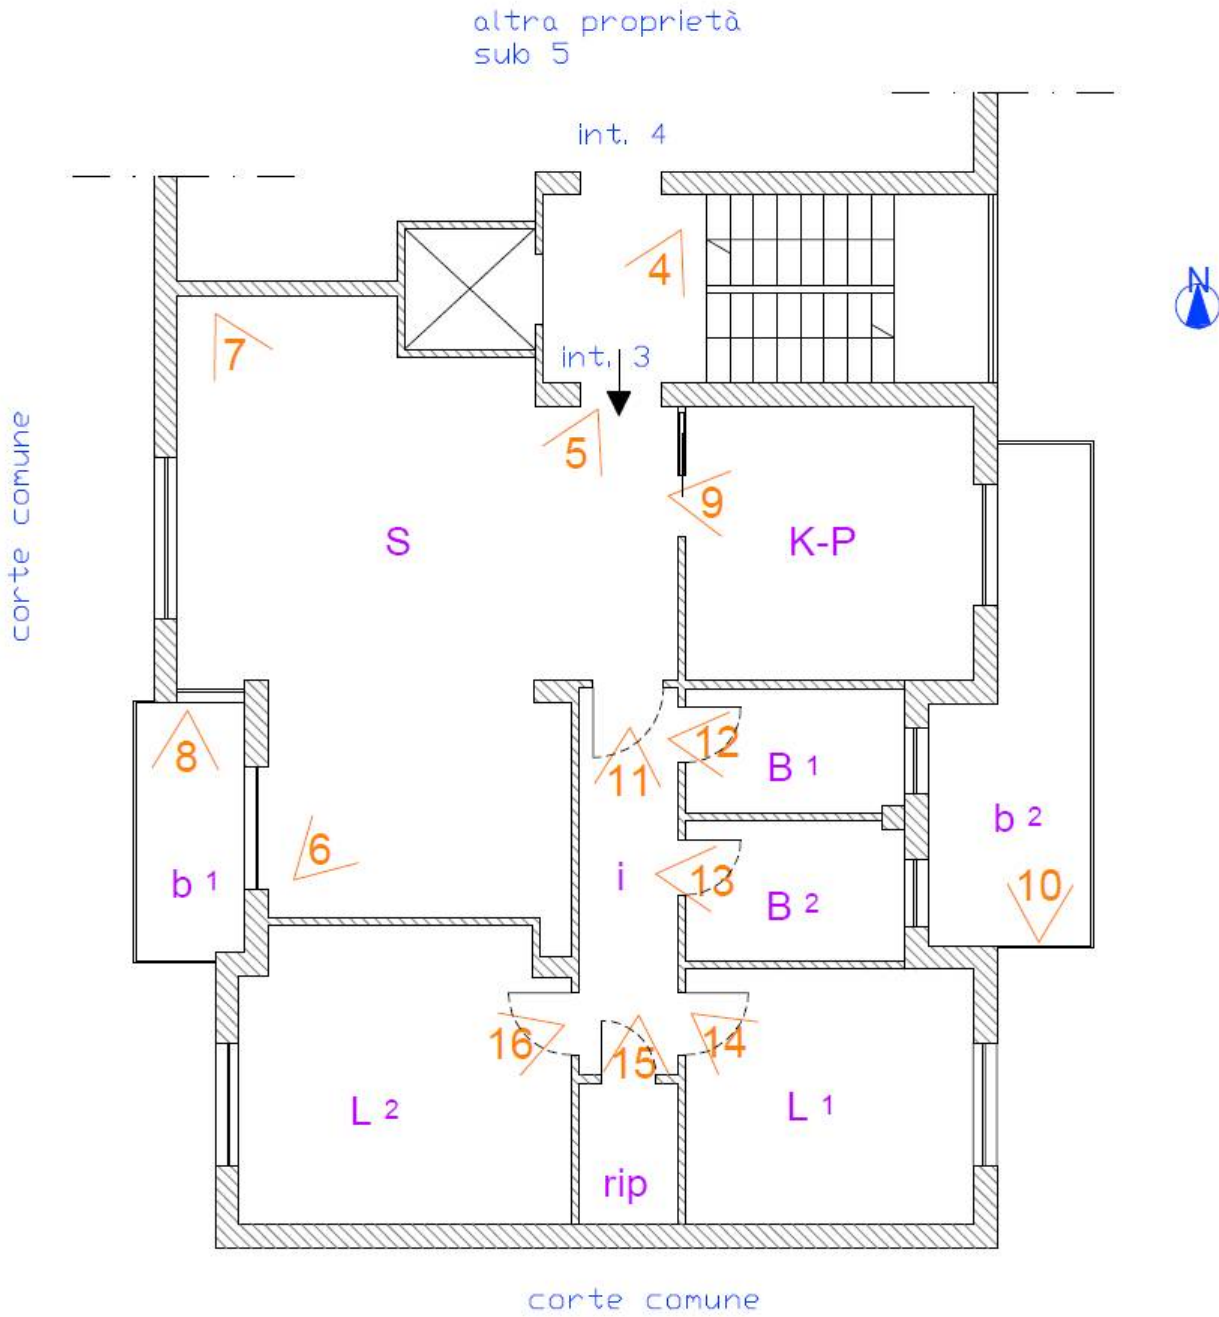 altra proprietà
sub 5
int. 4
4
N
int. 3
7
5
9
corte comune
S
K-P
12
8
11
B 1
b 2
6
i
13
b 1
10
B 2
16
15
14
L 2
L 1
rip
corte comune